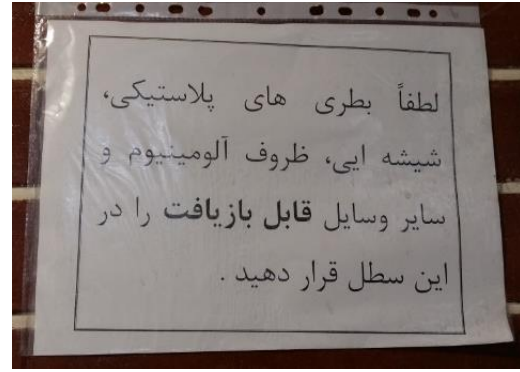 لطفاً بطری های پلاستیکی،
شیشه ایی، ظروف آلومینیوم و
سایر وسایل قابل بازیافت را در
این سطل قرار دهید .